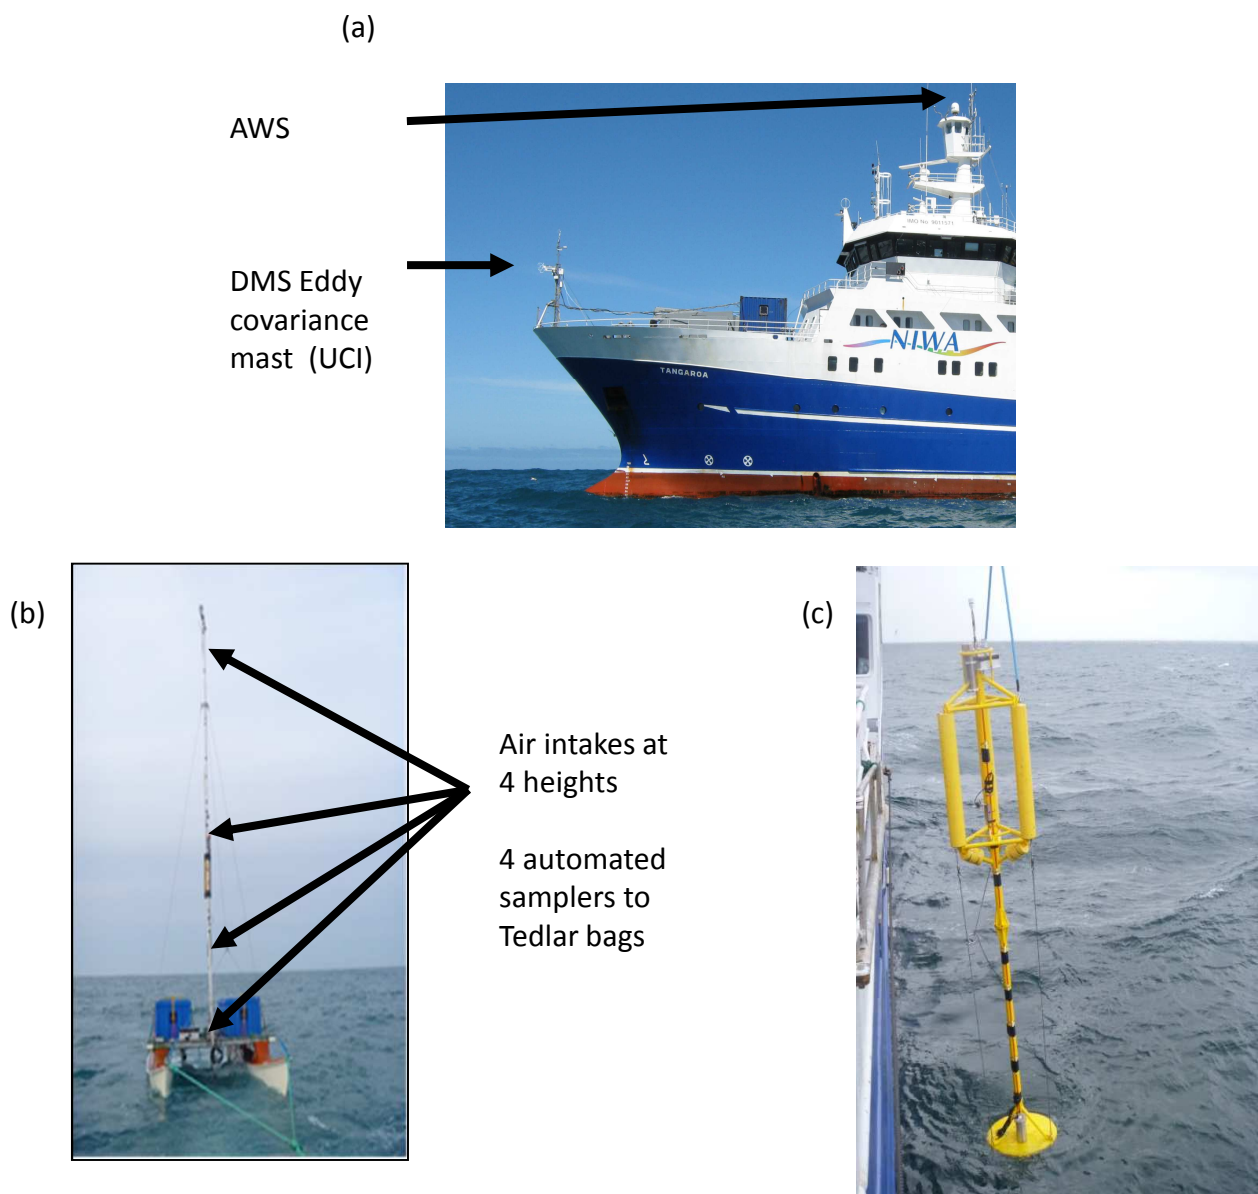 (a)
AWS
DMS Eddy
covariance
mast (UCI)
NIWA
TANGAROA
(b)
(c)
Air intakes at
4 heights
4 automated
samplers to
Tedlar bags